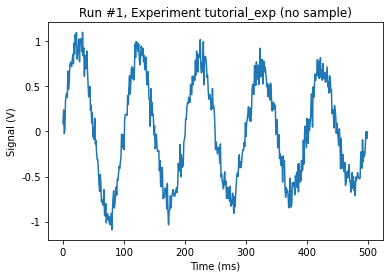 Run #1, Experiment tutorial_exp (no sample)
1
0.5
0
-0.5
-1
Signal (V)
0 100 200 300 400 500
Time (ms)